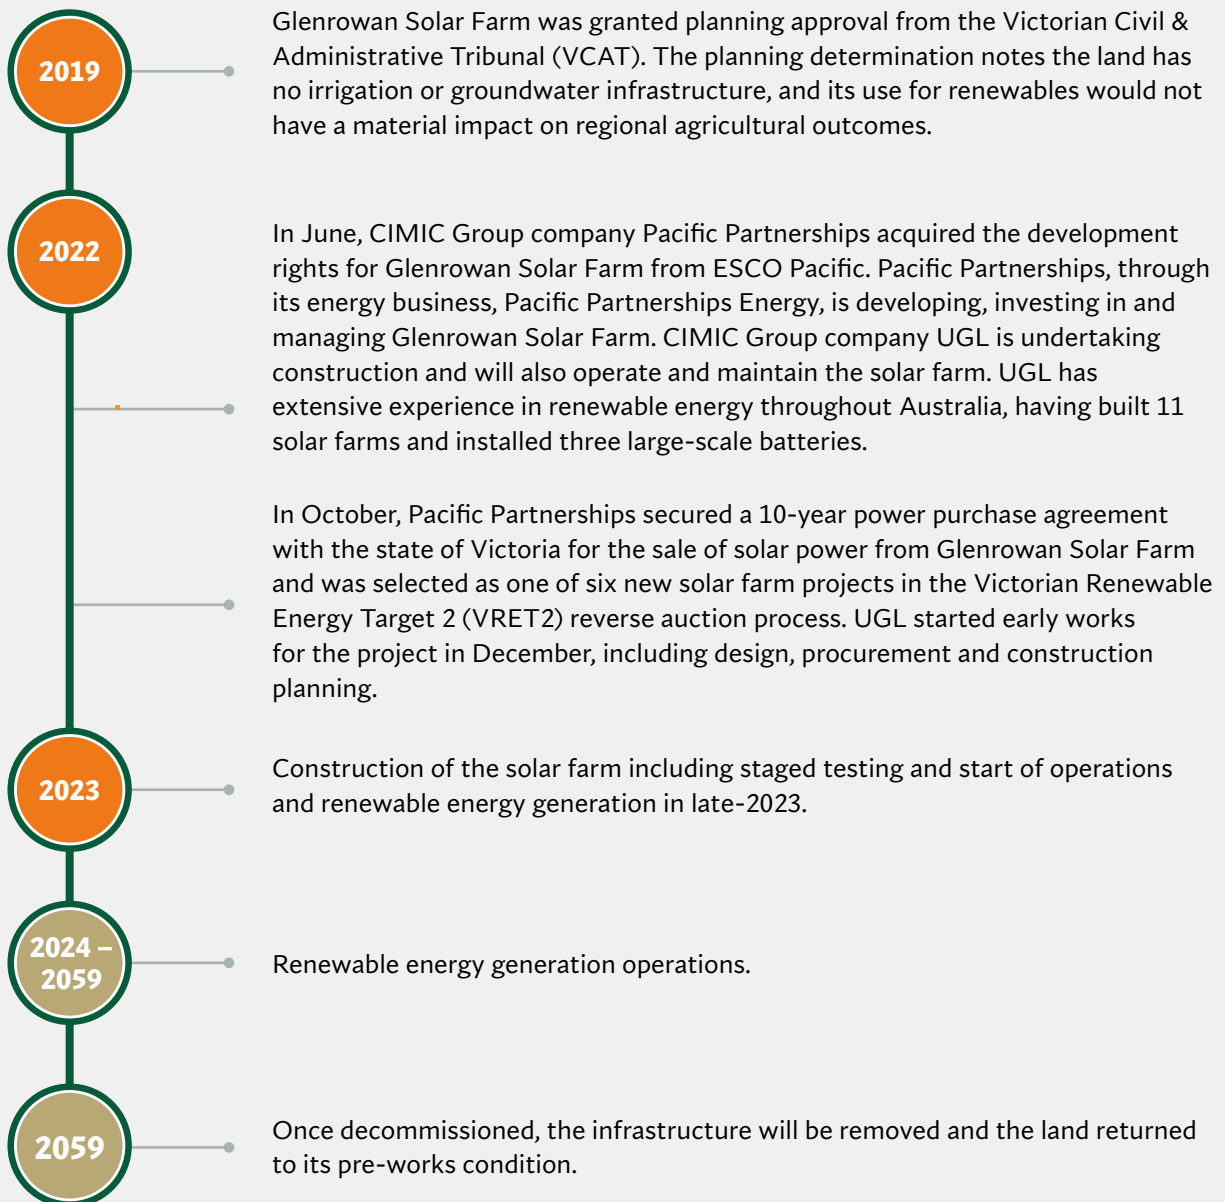 2019
Glenrowan Solar Farm was granted planning approval from the Victorian Civil &
Administrative Tribunal (VCAT). The planning determination notes the land has
no irrigation or groundwater infrastructure, and its use for renewables would not
have a material impact on regional agricultural outcomes.
2022
In June, CIMIC Group company Pacific Partnerships acquired the development
rights for Glenrowan Solar Farm from ESCO Pacific. Pacific Partnerships, through
its energy business, Pacific Partnerships Energy, is developing, investing in and
managing Glenrowan Solar Farm. CIMIC Group company UGL is undertaking
construction and will also operate and maintain the solar farm. UGL has
extensive experience in renewable energy throughout Australia, having built 11
solar farms and installed three large-scale batteries.
In October, Pacific Partnerships secured a 10-year power purchase agreement
with the state of Victoria for the sale of solar power from Glenrowan Solar Farm
and was selected as one of six new solar farm projects in the Victorian Renewable
Energy Target 2 (VRET2) reverse auction process. UGL started early works
for the project in December, including design, procurement and construction
planning.
2023
Construction of the solar farm including staged testing and start of operations
and renewable energy generation in late-2023.
2024 –
2059
Renewable energy generation operations.
2059
Once decommissioned, the infrastructure will be removed and the land returned
to its pre-works condition.